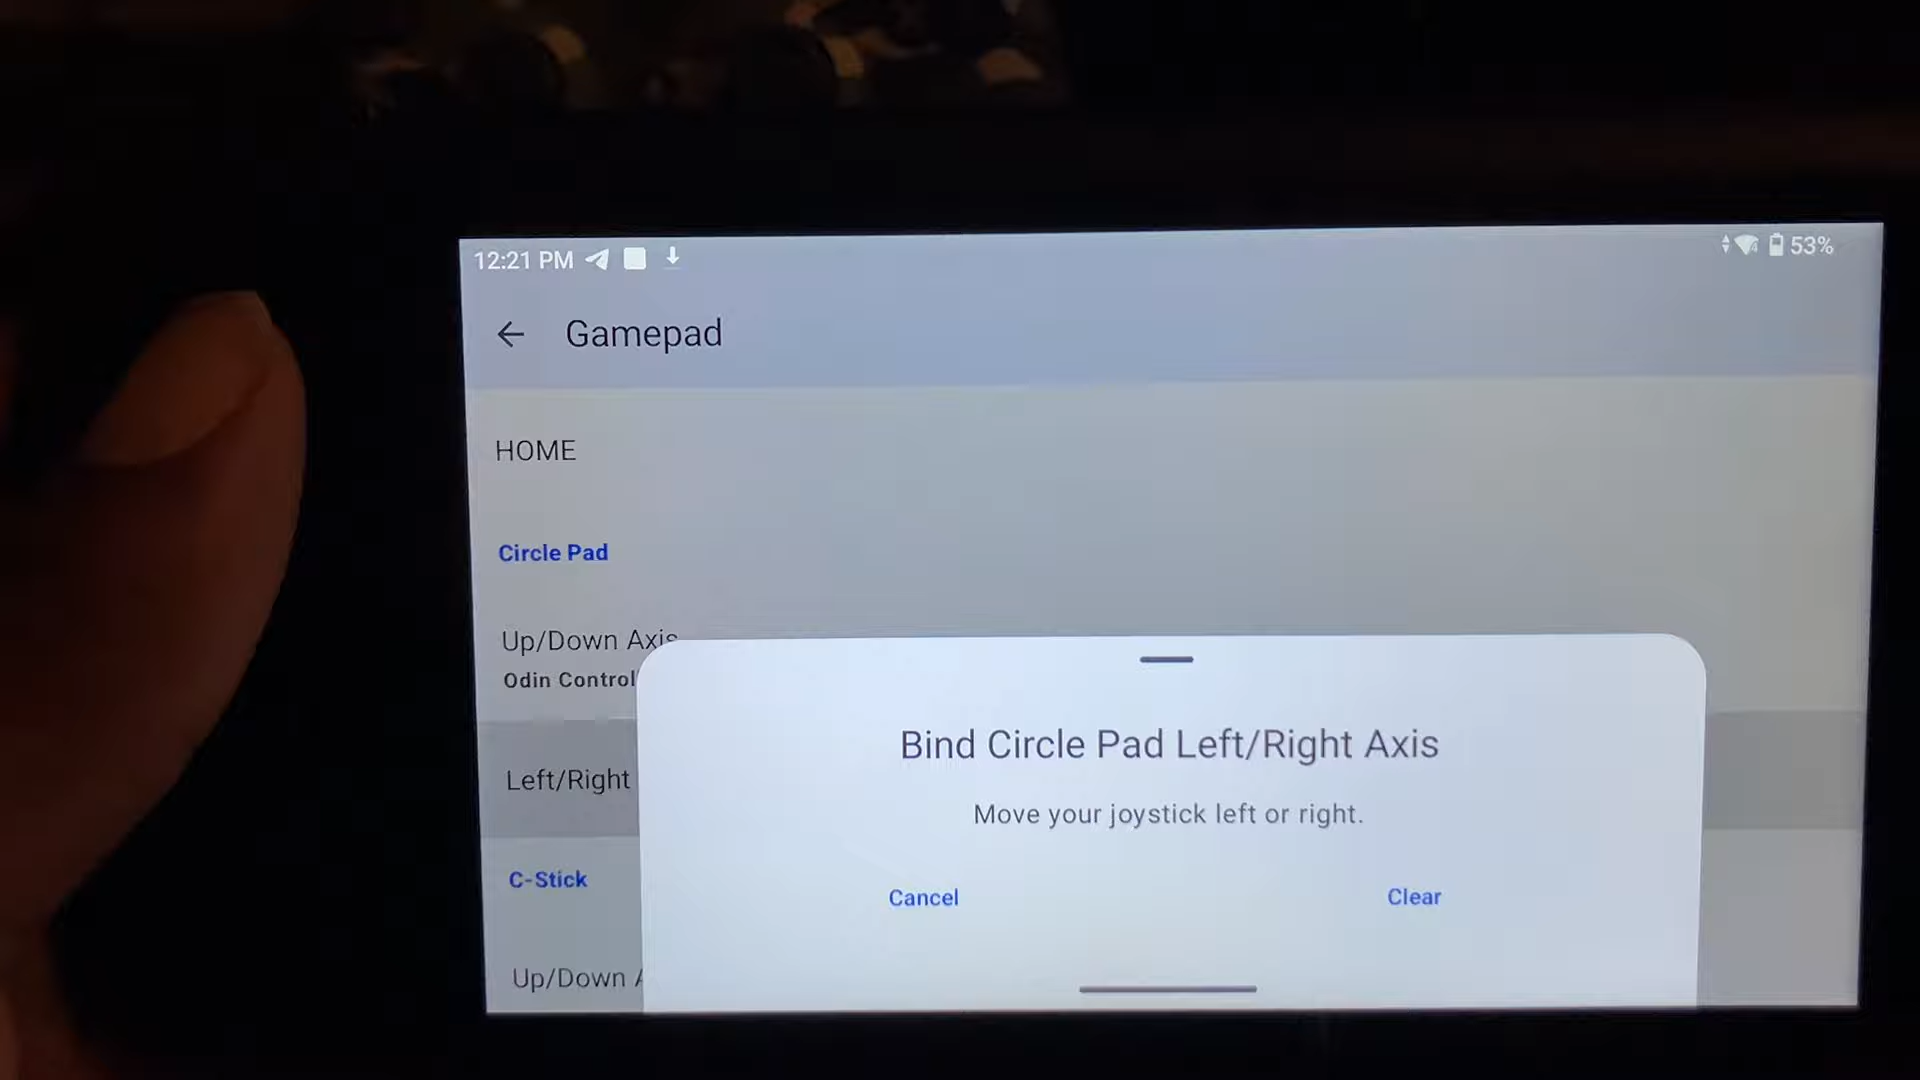 12:21 PM
53%
Gamepad
HOME
Circle Pad
Up/Down Axis
Odin Control
Left/Right
Bind Circle Pad Left/Right Axis
Move your joystick left or right.
Cancel
Clear
C-Stick
Up/Down